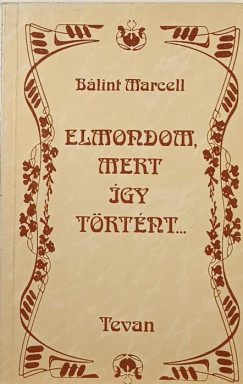 Bálint Marcell
ELMONDOM,
MERT
ÍGY
TÖRTÉNT...
Tevan